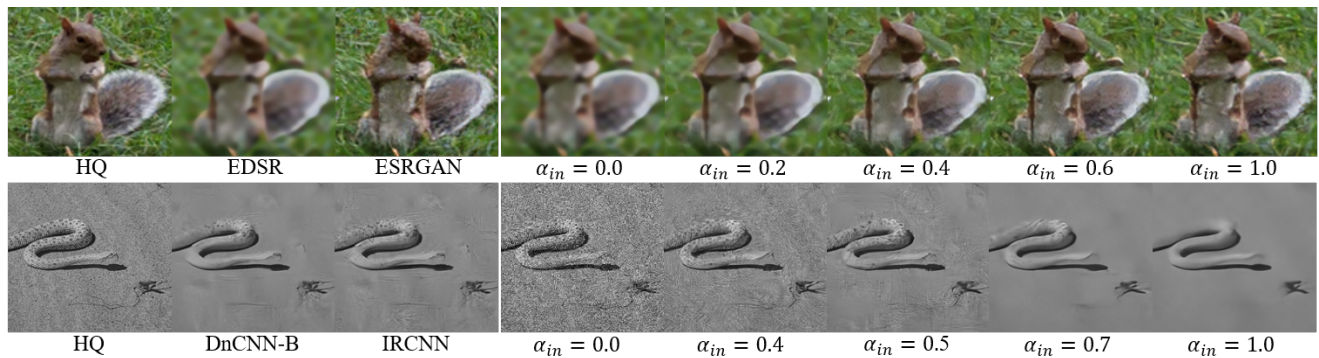 HQ EDSR ESRGAN α_in = 0.0 α_in = 0.2 α_in = 0.4 α_in = 0.6 α_in = 1.0
HQ DnCNN-B IRCNN α_in = 0.0 α_in = 0.4 α_in = 0.5 α_in = 0.7 α_in = 1.0